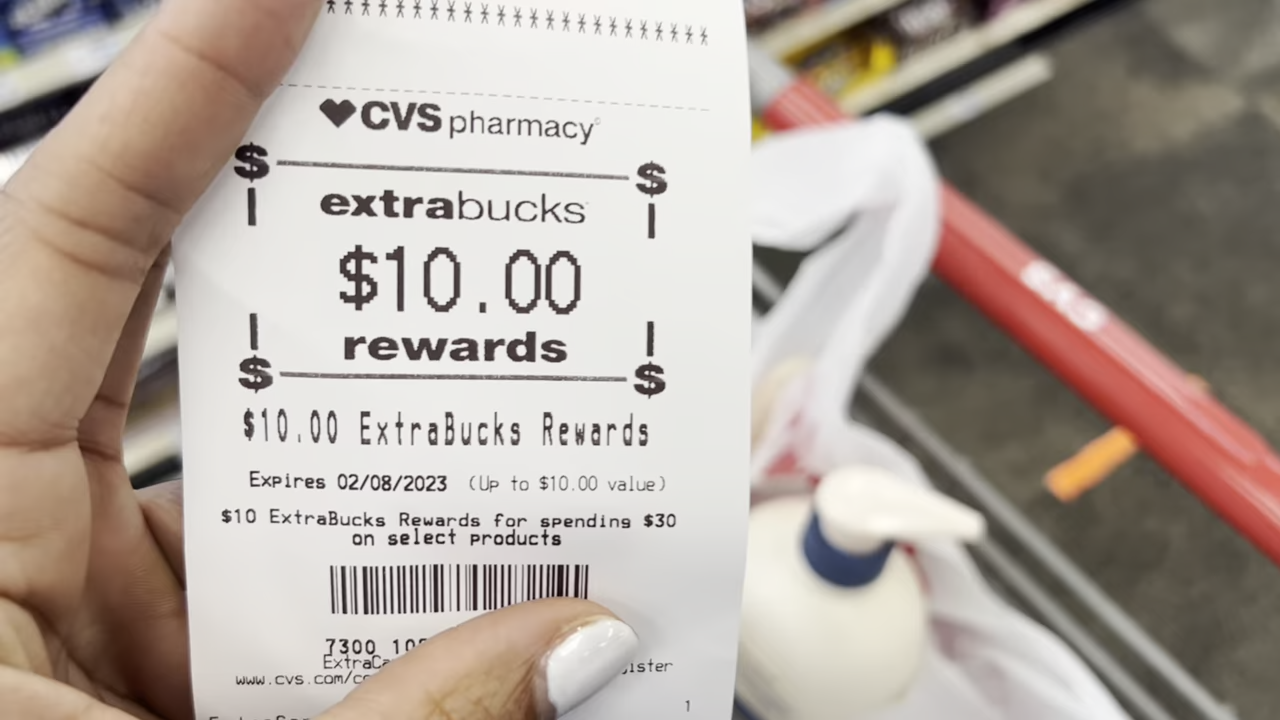 CVS pharmacy
$ $
extrabucks
$10.00
rewards
$ $
$10.00 ExtraBucks Rewards
Expires 02/08/2023 (Up to $10.00 value)
$10 ExtraBucks Rewards for spending $30
on select products
7300
www.cvs.com/
1
CVS